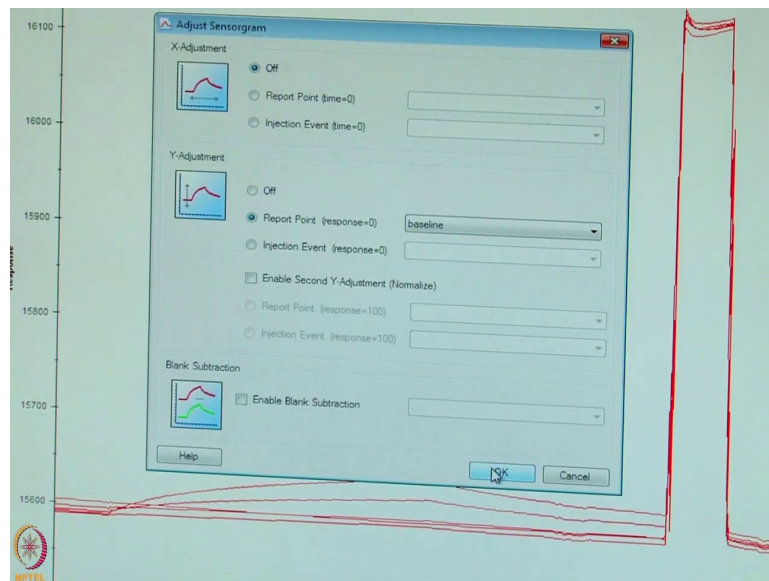 16100
16000
15900
15800
15700
15600
Response
Adjust Sensorgram
X-Adjustment
Off
Report Point (time=0)
Injection Event (time=0)
Y-Adjustment
Off
Report Point (response=0)
baseline
Injection Event (response=0)
Enable Second Y-Adjustment (Normalize)
Report Point (response=100)
Injection Event (response=100)
Blank Subtraction
Enable Blank Subtraction
Help
OK
Cancel
NPTEL